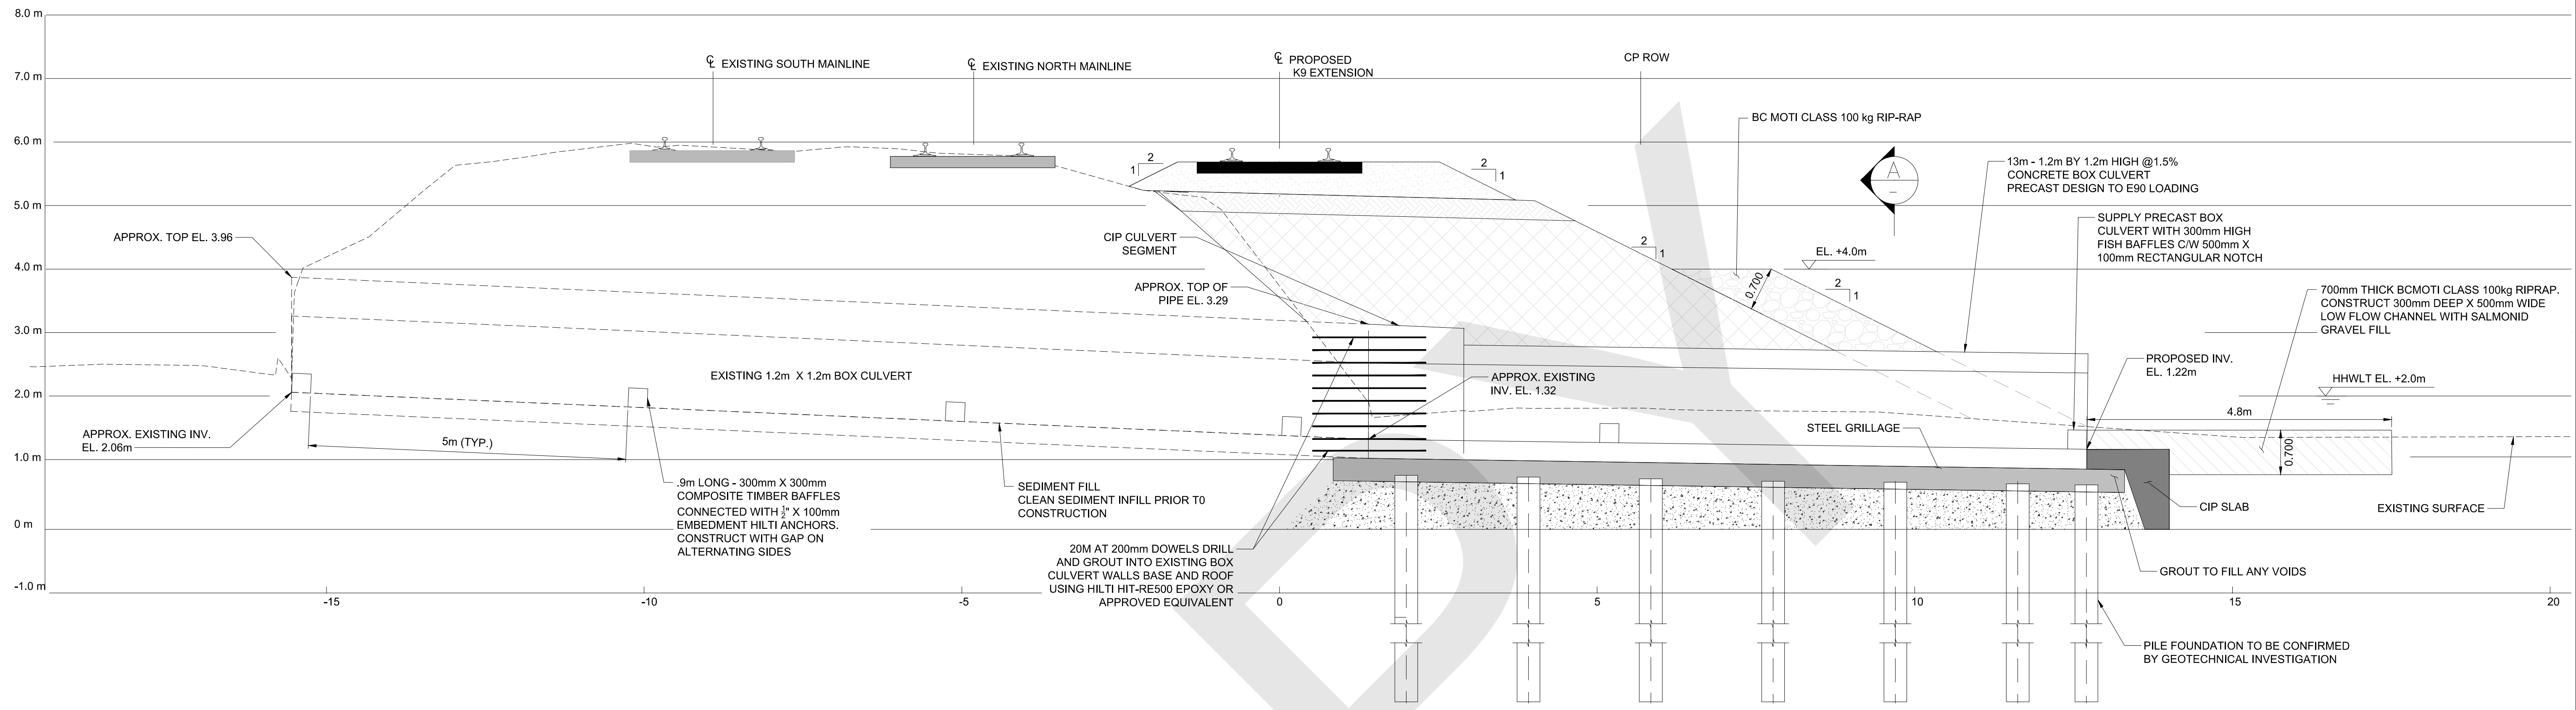 8.0 m
7.0 m
6.0 m
5.0 m
4.0 m
3.0 m
2.0 m
1.0 m
0 m
-1.0 m
℄ EXISTING SOUTH MAINLINE
℄ EXISTING NORTH MAINLINE
℄ PROPOSED
K9 EXTENSION
CP ROW
BC MOTI CLASS 100 kg RIP-RAP
2
1
2
1
2
1
2
1
A
-
13m - 1.2m BY 1.2m HIGH @1.5%
CONCRETE BOX CULVERT
PRECAST DESIGN TO E90 LOADING
SUPPLY PRECAST BOX
CULVERT WITH 300mm HIGH
FISH BAFFLES C/W 500mm X
100mm RECTANGULAR NOTCH
APPROX. TOP EL. 3.96
CIP CULVERT
SEGMENT
EL. +4.0m
0.700
APPROX. TOP OF
PIPE EL. 3.29
700mm THICK BCMOTI CLASS 100kg RIPRAP.
CONSTRUCT 300mm DEEP X 500mm WIDE
LOW FLOW CHANNEL WITH SALMONID
GRAVEL FILL
EXISTING 1.2m X 1.2m BOX CULVERT
APPROX. EXISTING
INV. EL. 1.32
PROPOSED INV.
EL. 1.22m
HHWLT EL. +2.0m
4.8m
0.700
APPROX. EXISTING INV.
EL. 2.06m
5m (TYP.)
STEEL GRILLAGE
.9m LONG - 300mm X 300mm
COMPOSITE TIMBER BAFFLES
CONNECTED WITH ½" X 100mm
EMBEDMENT HILTI ANCHORS.
CONSTRUCT WITH GAP ON
ALTERNATING SIDES
SEDIMENT FILL
CLEAN SEDIMENT INFILL PRIOR T0
CONSTRUCTION
CIP SLAB
EXISTING SURFACE
20M AT 200mm DOWELS DRILL
AND GROUT INTO EXISTING BOX
CULVERT WALLS BASE AND ROOF
USING HILTI HIT-RE500 EPOXY OR
APPROVED EQUIVALENT
GROUT TO FILL ANY VOIDS
-15
-10
-5
0
5
10
15
20
PILE FOUNDATION TO BE CONFIRMED
BY GEOTECHNICAL INVESTIGATION